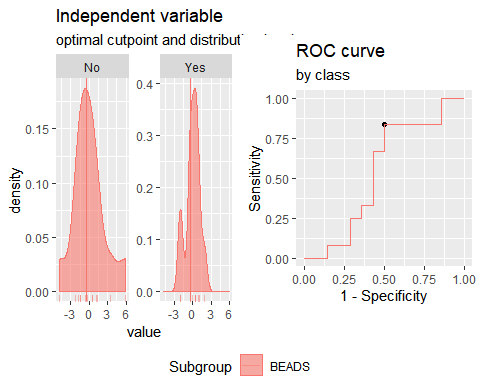 Independent variable
optimal cutpoint and distribut
No
Yes
density
0.15
0.10
0.05
0.00
0.4
0.3
0.2
0.1
0.0
-3 0 3 6
-3 0 3 6
value
ROC curve
by class
Sensitivity
1.00
0.75
0.50
0.25
0.00
0.00 0.25 0.50 0.75 1.00
1 - Specificity
Subgroup
BEADS